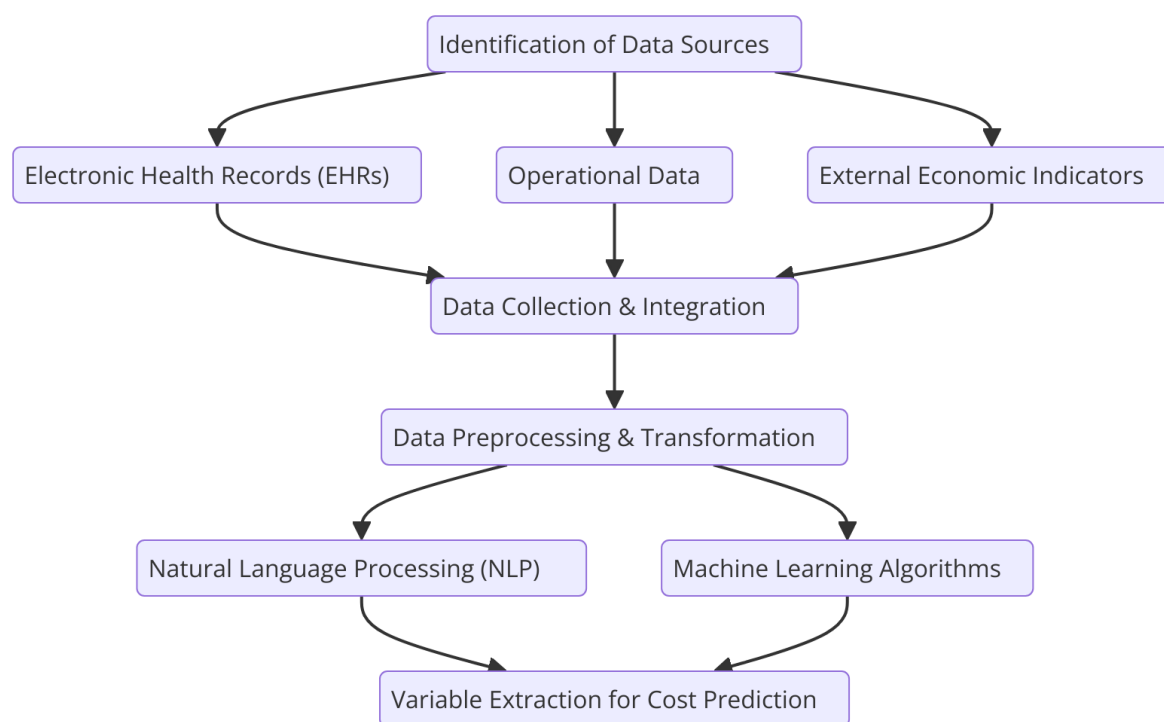 Identification of Data Sources
Electronic Health Records (EHRs)
Operational Data
External Economic Indicators
Data Collection & Integration
Data Preprocessing & Transformation
Natural Language Processing (NLP)
Machine Learning Algorithms
Variable Extraction for Cost Prediction